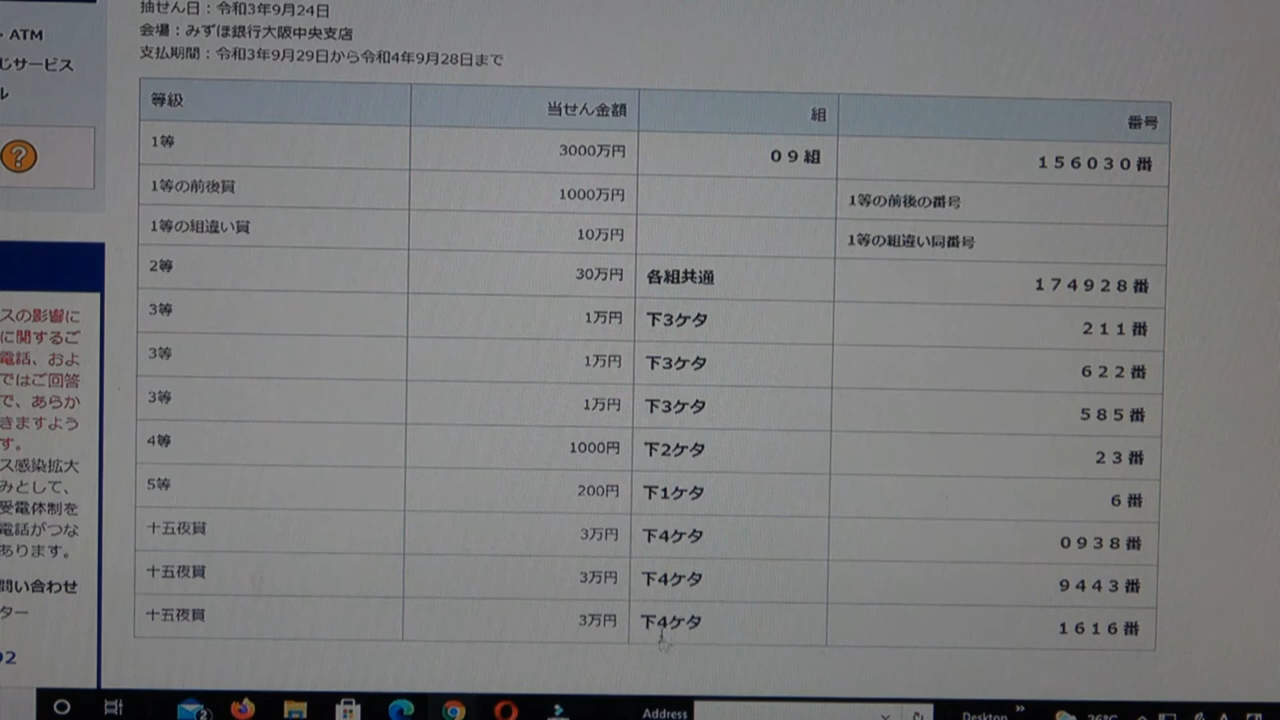 抽せん日：令和3年9月24日
会場：みずほ銀行大阪中央支店
支払期間：令和3年9月29日から令和4年9月28日まで
等級 当せん金額 組 番号
1等 3000万円 09組 156030番
1等の前後賞 1000万円 1等の前後の番号
1等の組違い賞 10万円 1等の組違い同番号
2等 30万円 各組共通 174928番
3等 1万円 下3ケタ 211番
3等 1万円 下3ケタ 622番
3等 1万円 下3ケタ 585番
4等 1000円 下2ケタ 23番
5等 200円 下1ケタ 6番
十五夜賞 3万円 下4ケタ 0938番
十五夜賞 3万円 下4ケタ 9443番
十五夜賞 3万円 下4ケタ 1616番
・ATM
じサービス
ル
?
スの影響に
に関するご
電話、およ
ではご回答
で、あらか
きますよう
す。
ス感染拡大
みとして、
受電体制を
電話がつな
あります。
問い合わせ
ター
02
2
Address
Desktop
26°C